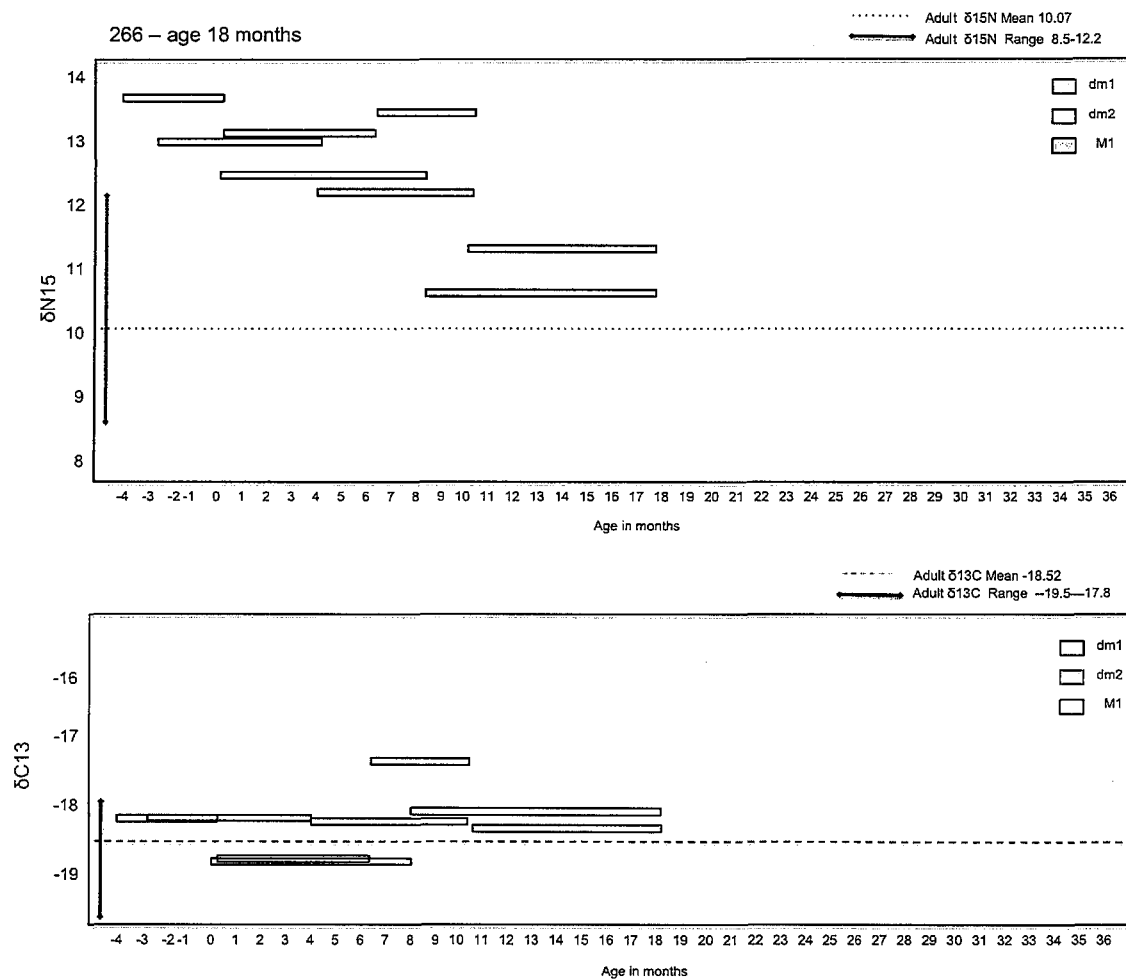 266 – age 18 months
Adult δ15N Mean 10.07
Adult δ15N Range 8.5-12.2
14
13
12
11
10
9
8
δN15
dm1
dm2
M1
-4 -3 -2 -1 0 1 2 3 4 5 6 7 8 9 10 11 12 13 14 15 16 17 18 19 20 21 22 23 24 25 26 27 28 29 30 31 32 33 34 35 36
Age in months
Adult δ13C Mean -18.52
Adult δ13C Range –19.5—17.8
-16
-17
-18
-19
δC13
dm1
dm2
M1
-4 -3 -2 -1 0 1 2 3 4 5 6 7 8 9 10 11 12 13 14 15 16 17 18 19 20 21 22 23 24 25 26 27 28 29 30 31 32 33 34 35 36
Age in months